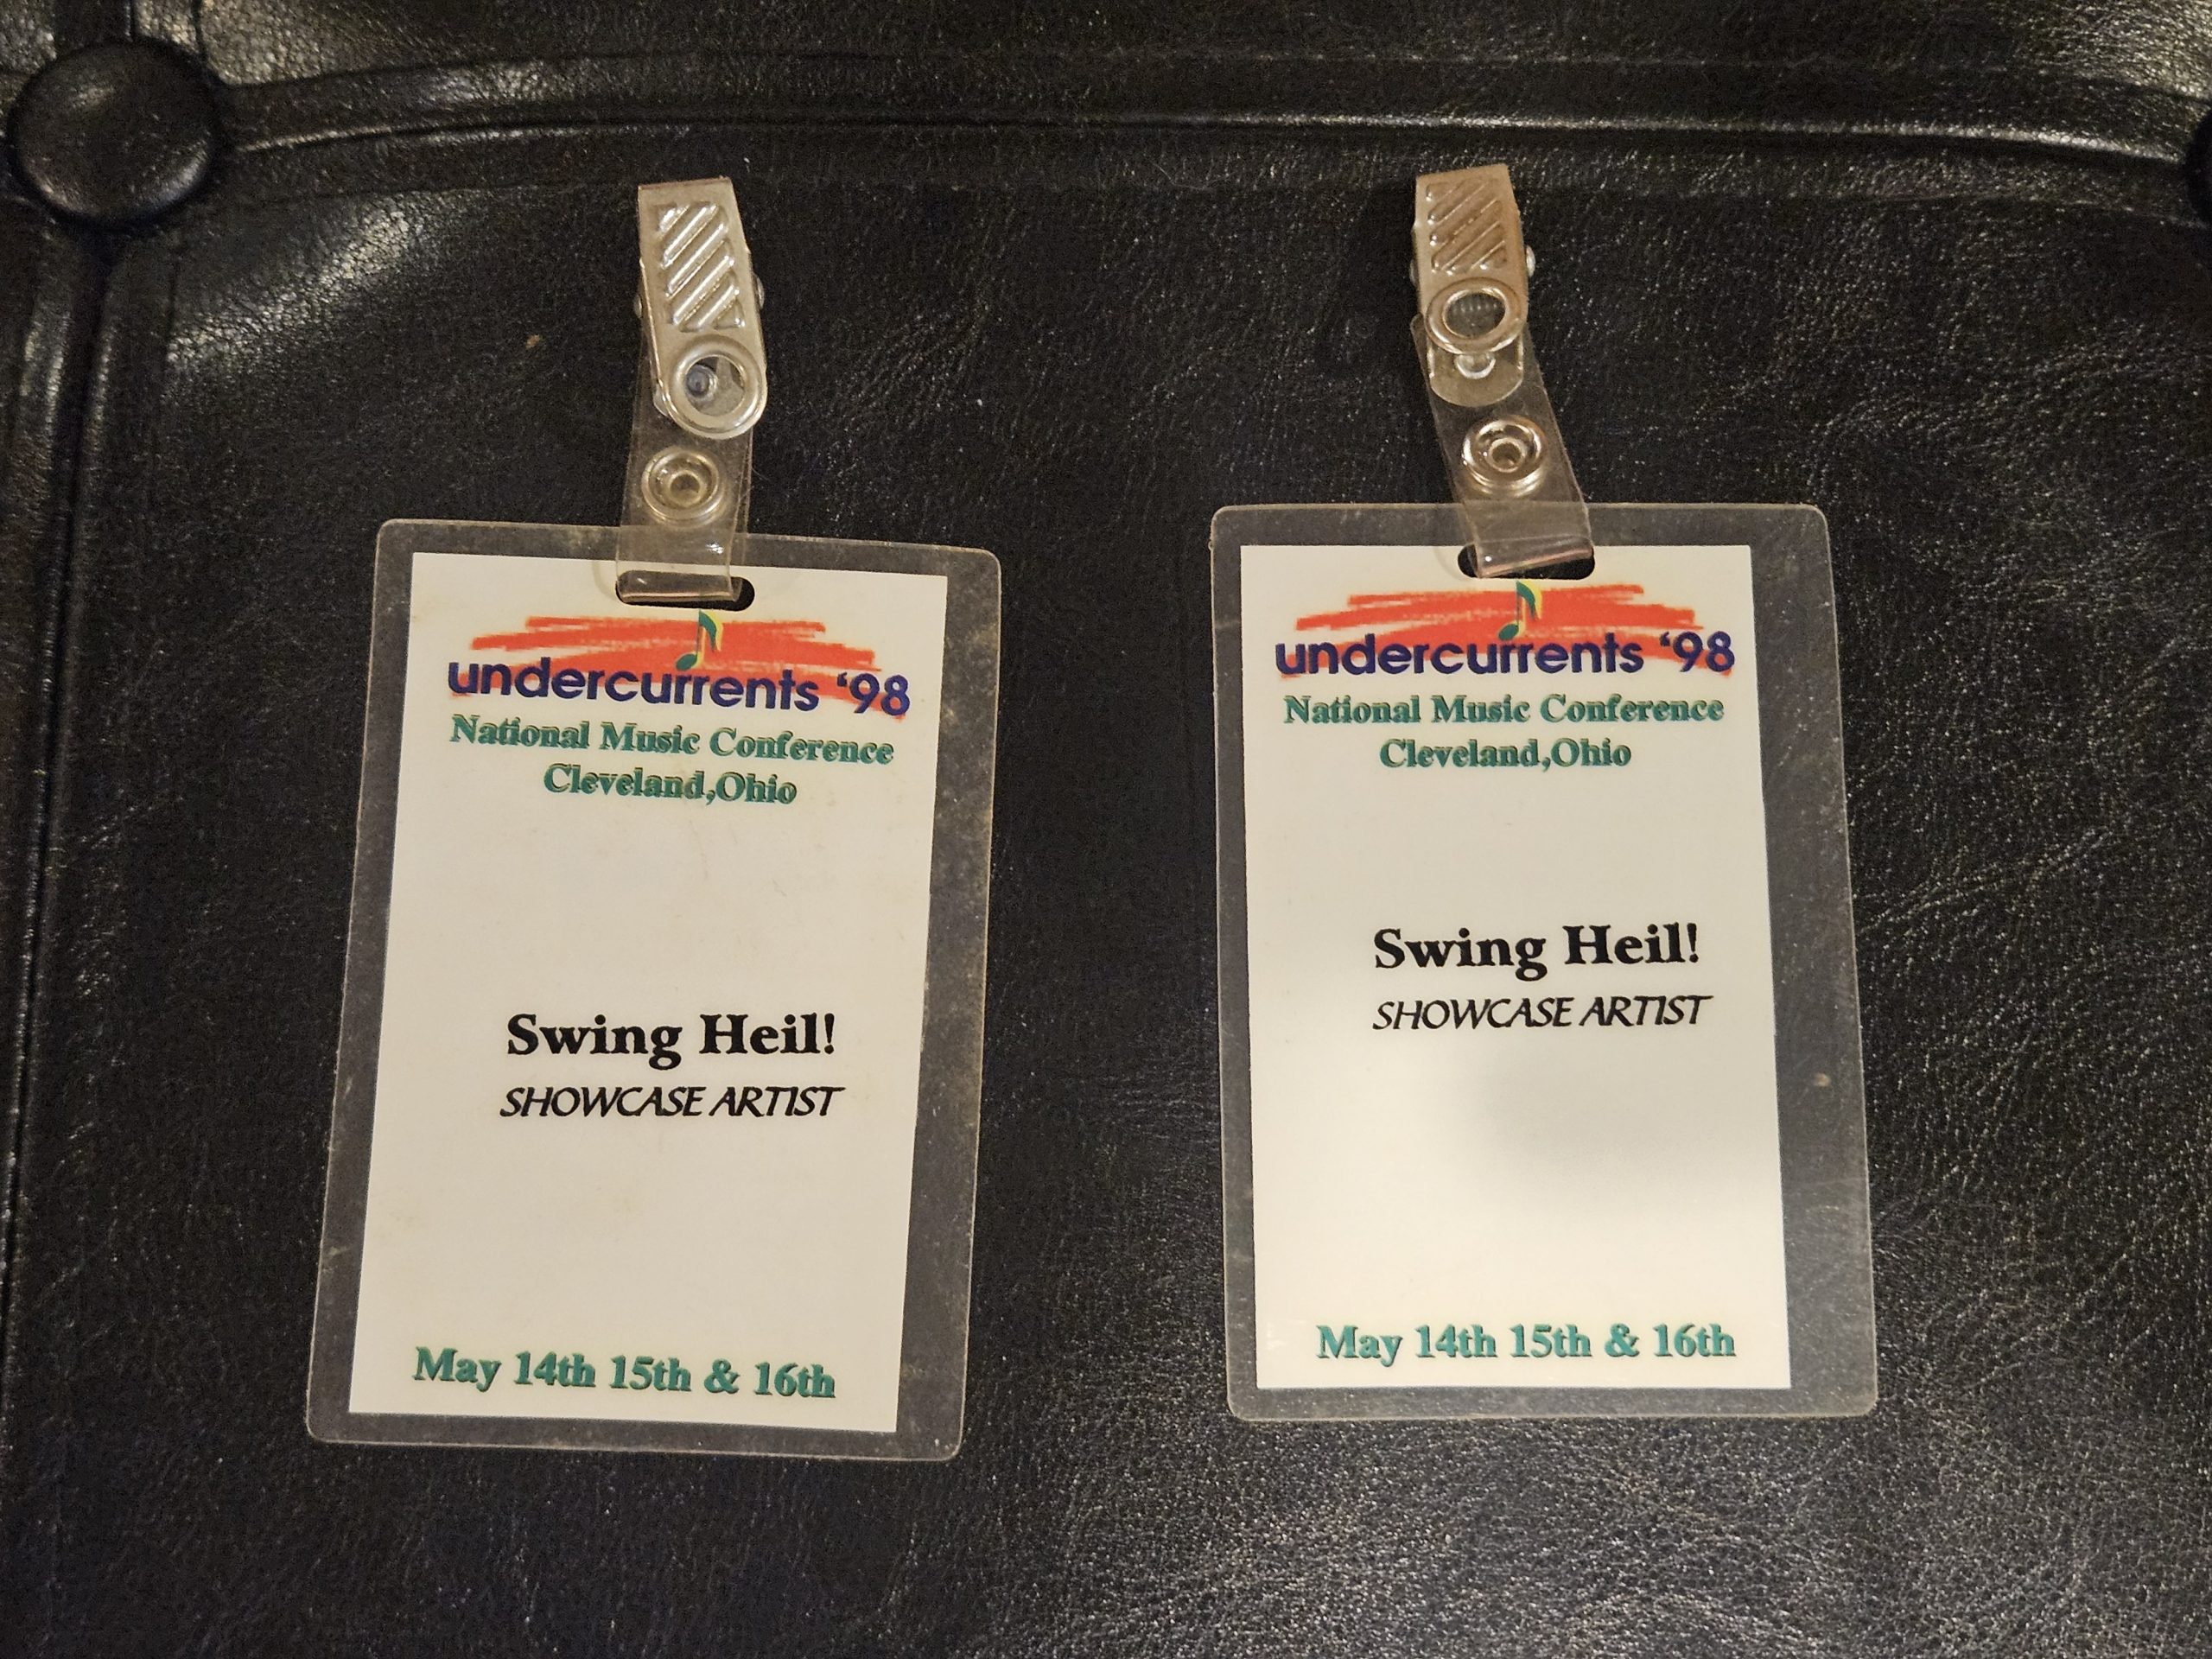 undercurrents ‘98
National Music Conference
Cleveland,Ohio
Swing Heil!
SHOWCASE ARTIST
May 14th 15th & 16th
undercurrents ‘98
National Music Conference
Cleveland,Ohio
Swing Heil!
SHOWCASE ARTIST
May 14th 15th & 16th